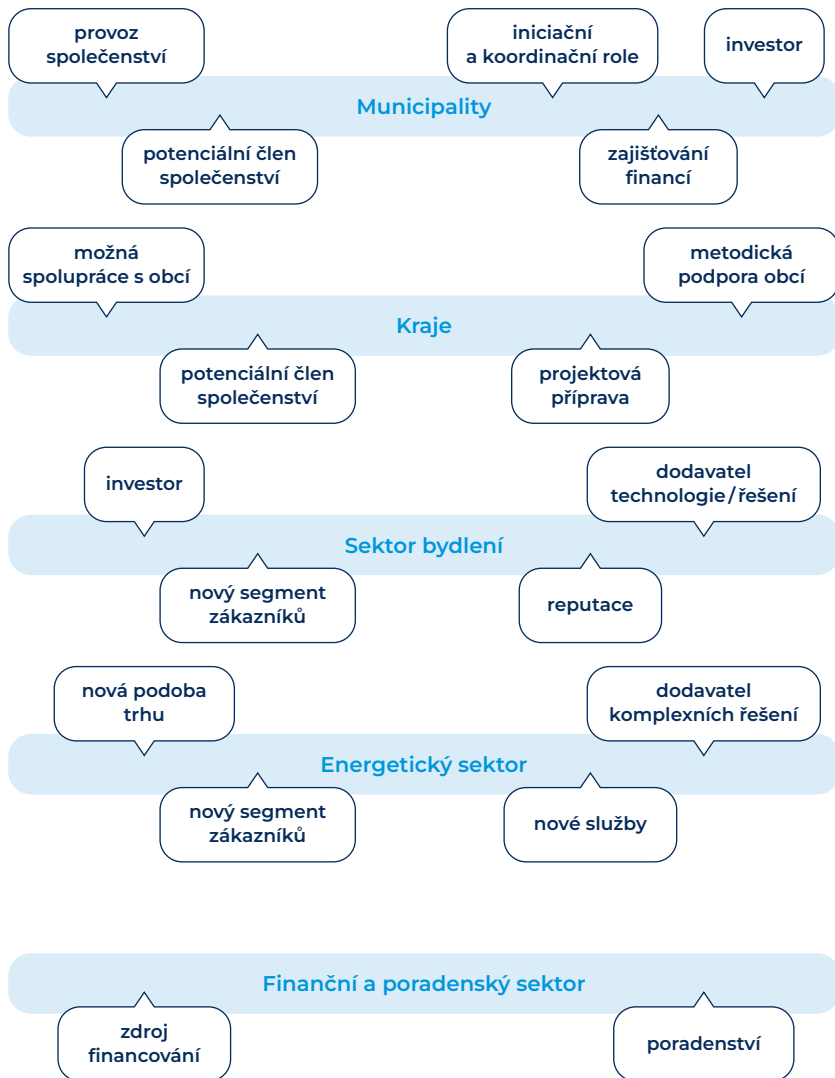 provoz
společenství
iniciační
a koordinační role
investor
Municipality
potenciální člen
společenství
zajišťování
financí
možná
spolupráce s obcí
metodická
podpora obcí
Kraje
potenciální člen
společenství
projektová
příprava
investor
dodavatel
technologie / řešení
Sektor bydlení
nový segment
zákazníků
reputace
nová podoba
trhu
dodavatel
komplexních řešení
Energetický sektor
nový segment
zákazníků
nové služby
Finanční a poradenský sektor
zdroj
financování
poradenství